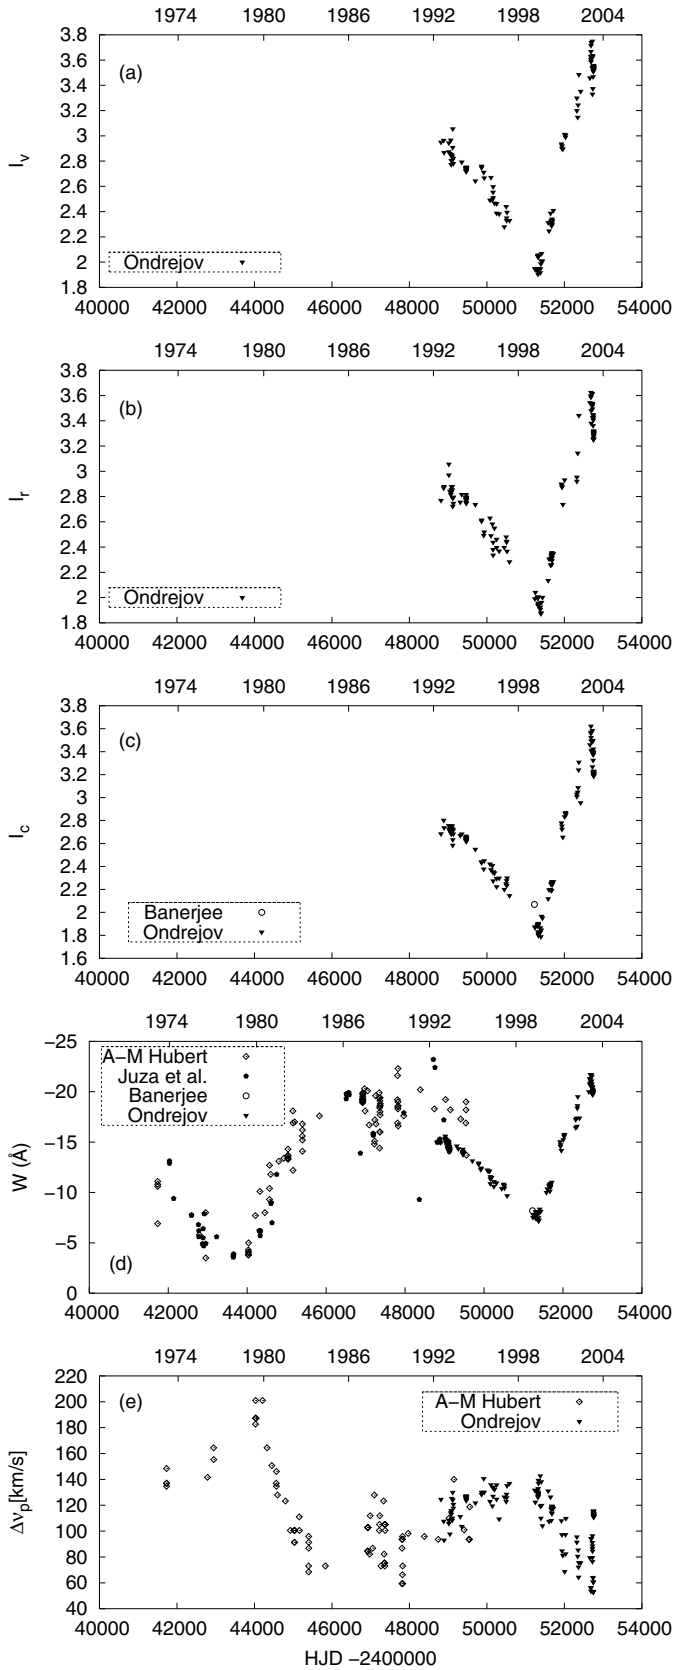 1974 1980 1986 1992 1998 2004
3.8
(a)
3.6
3.4
3.2
3
I_v
2.8
2.6
2.4
2.2
2
Ondrejov
1.8
40000 42000 44000 46000 48000 50000 52000 54000
1974 1980 1986 1992 1998 2004
3.8
(b)
3.6
3.4
3.2
3
I_r
2.8
2.6
2.4
2.2
2
Ondrejov
1.8
40000 42000 44000 46000 48000 50000 52000 54000
1974 1980 1986 1992 1998 2004
3.8
3.6
(c)
3.4
3.2
3
2.8
I_c
2.6
2.4
2.2
2
Banerjee
1.8
Ondrejov
1.6
40000 42000 44000 46000 48000 50000 52000 54000
1974 1980 1986 1992 1998 2004
−25
A−M Hubert
Juza et al.
Banerjee
−20
Ondrejov
−15
W (Å)
−10
−5
(d)
0
40000 42000 44000 46000 48000 50000 52000 54000
1974 1980 1986 1992 1998 2004
220
(e)
A−M Hubert
200
Ondrejov
180
160
140
Δv_p[km/s]
120
100
80
60
40
40000 42000 44000 46000 48000 50000 52000 54000
HJD −2400000